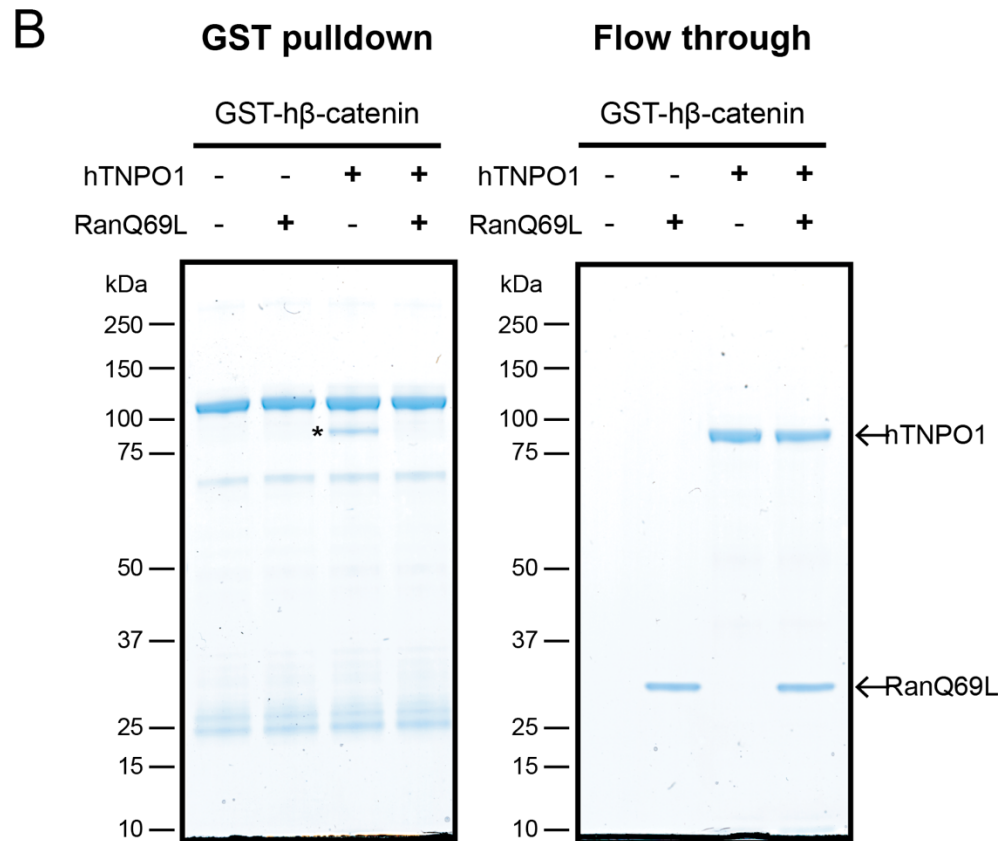 B
GST pulldown
Flow through
GST-hβ-catenin
GST-hβ-catenin
hTNPO1 - - + +
hTNPO1 - - + +
RanQ69L - + - +
RanQ69L - + - +
kDa
250
150
100
75
50
37
25
15
10
*
kDa
250
150
100
75
50
37
25
15
10
hTNPO1
RanQ69L